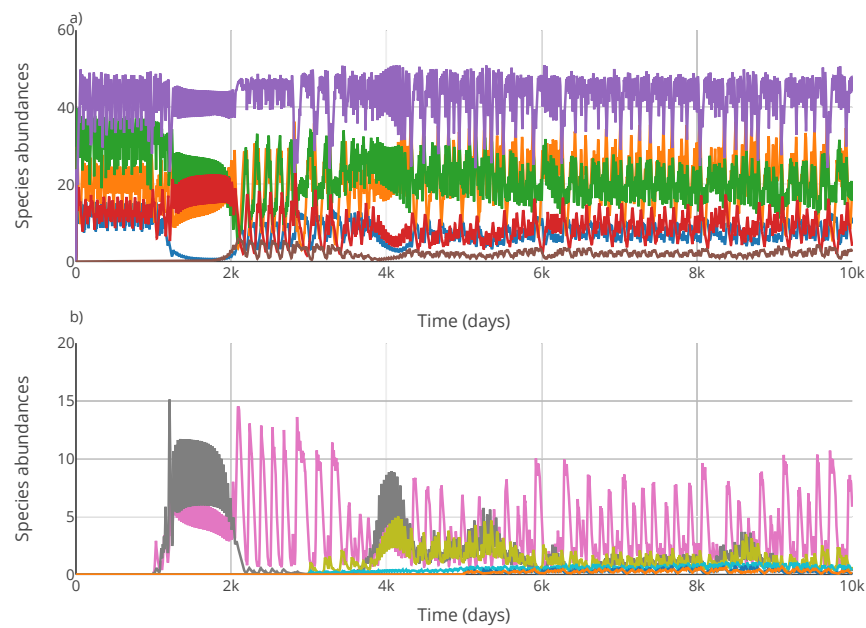 a)
60
40
20
0
Species abundances
0 2k 4k 6k 8k 10k
Time (days)
b)
20
15
10
5
0
Species abundances
0 2k 4k 6k 8k 10k
Time (days)